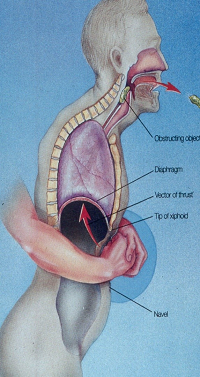 Obstructing object
Diaphragm
Vector of thrust
Tip of xiphoid
Navel